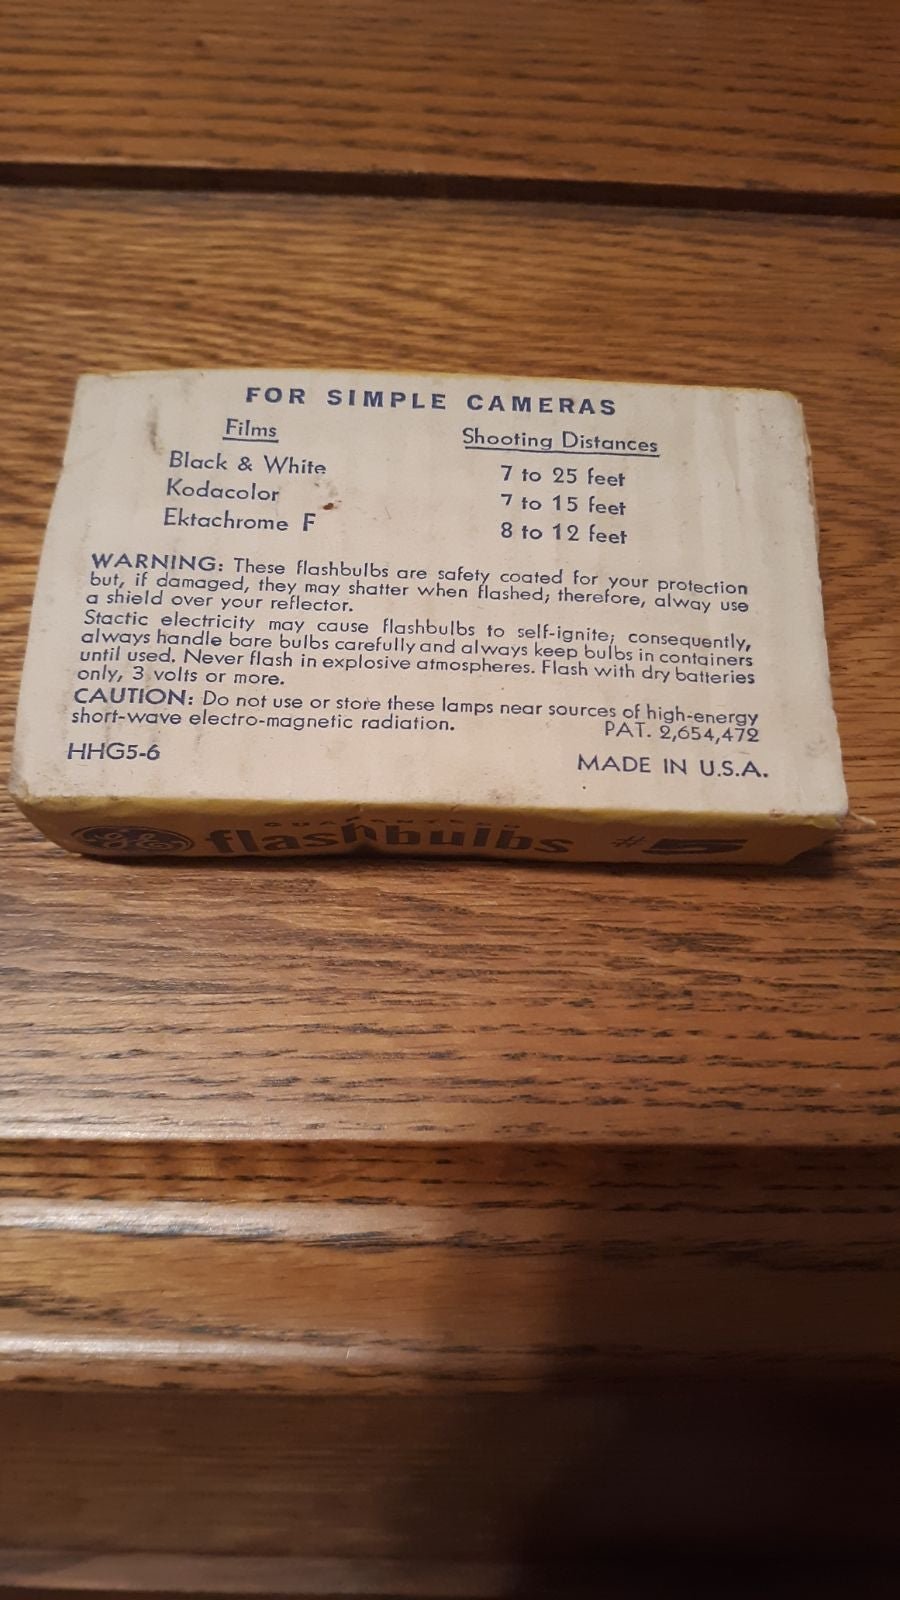 FOR SIMPLE CAMERAS
Films Shooting Distances
Black & White 7 to 25 feet
Kodacolor 7 to 15 feet
Ektachrome F 8 to 12 feet
WARNING: These flashbulbs are safety coated for your protection
but, if damaged, they may shatter when flashed; therefore, alway use
a shield over your reflector.
Stactic electricity may cause flashbulbs to self-ignite; consequently,
always handle bare bulbs carefully and always keep bulbs in containers
until used. Never flash in explosive atmospheres. Flash with dry batteries
only, 3 volts or more.
CAUTION: Do not use or store these lamps near sources of high-energy
short-wave electro-magnetic radiation. PAT. 2,654,472
HHG5-6 MADE IN U.S.A.
GUARANTEED
GE flashbulbs #5